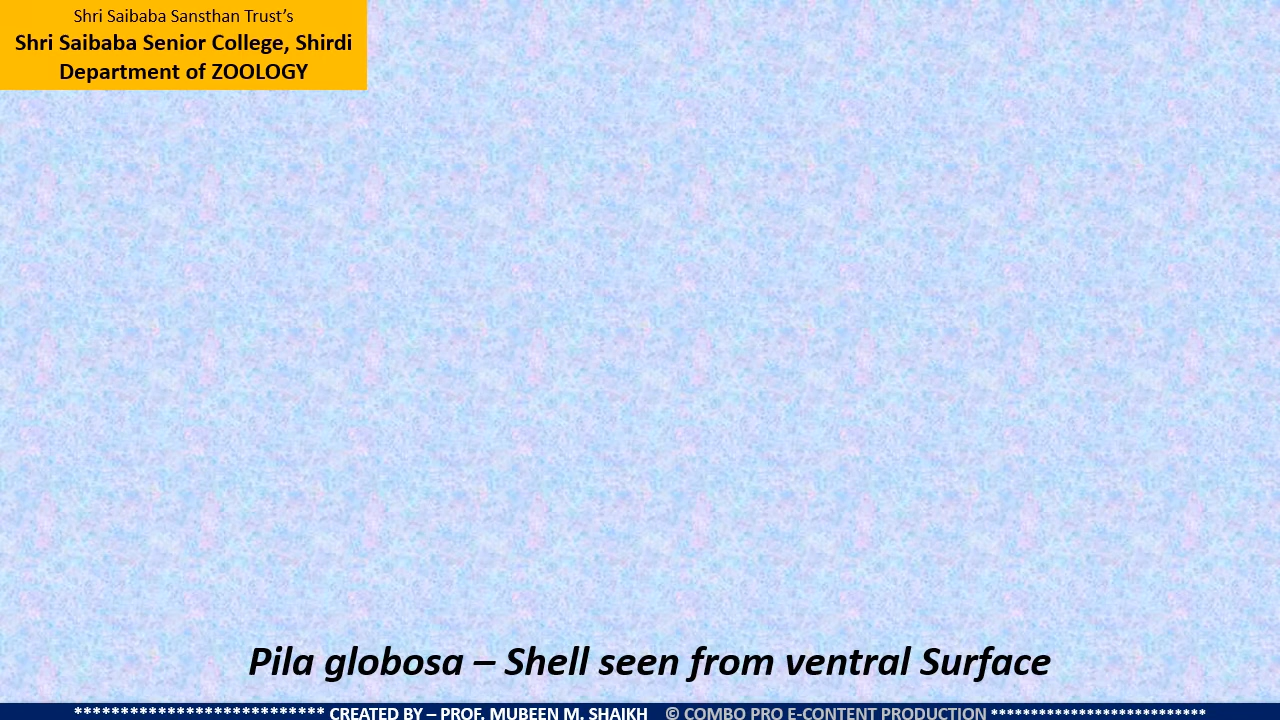 Shri Saibaba Sansthan Trust’s
Shri Saibaba Senior College, Shirdi
Department of ZOOLOGY
Pila globosa – Shell seen from ventral Surface
************************** CREATED BY – PROF. MUBEEN M. SHAIKH © COMBO PRO E-CONTENT PRODUCTION **************************